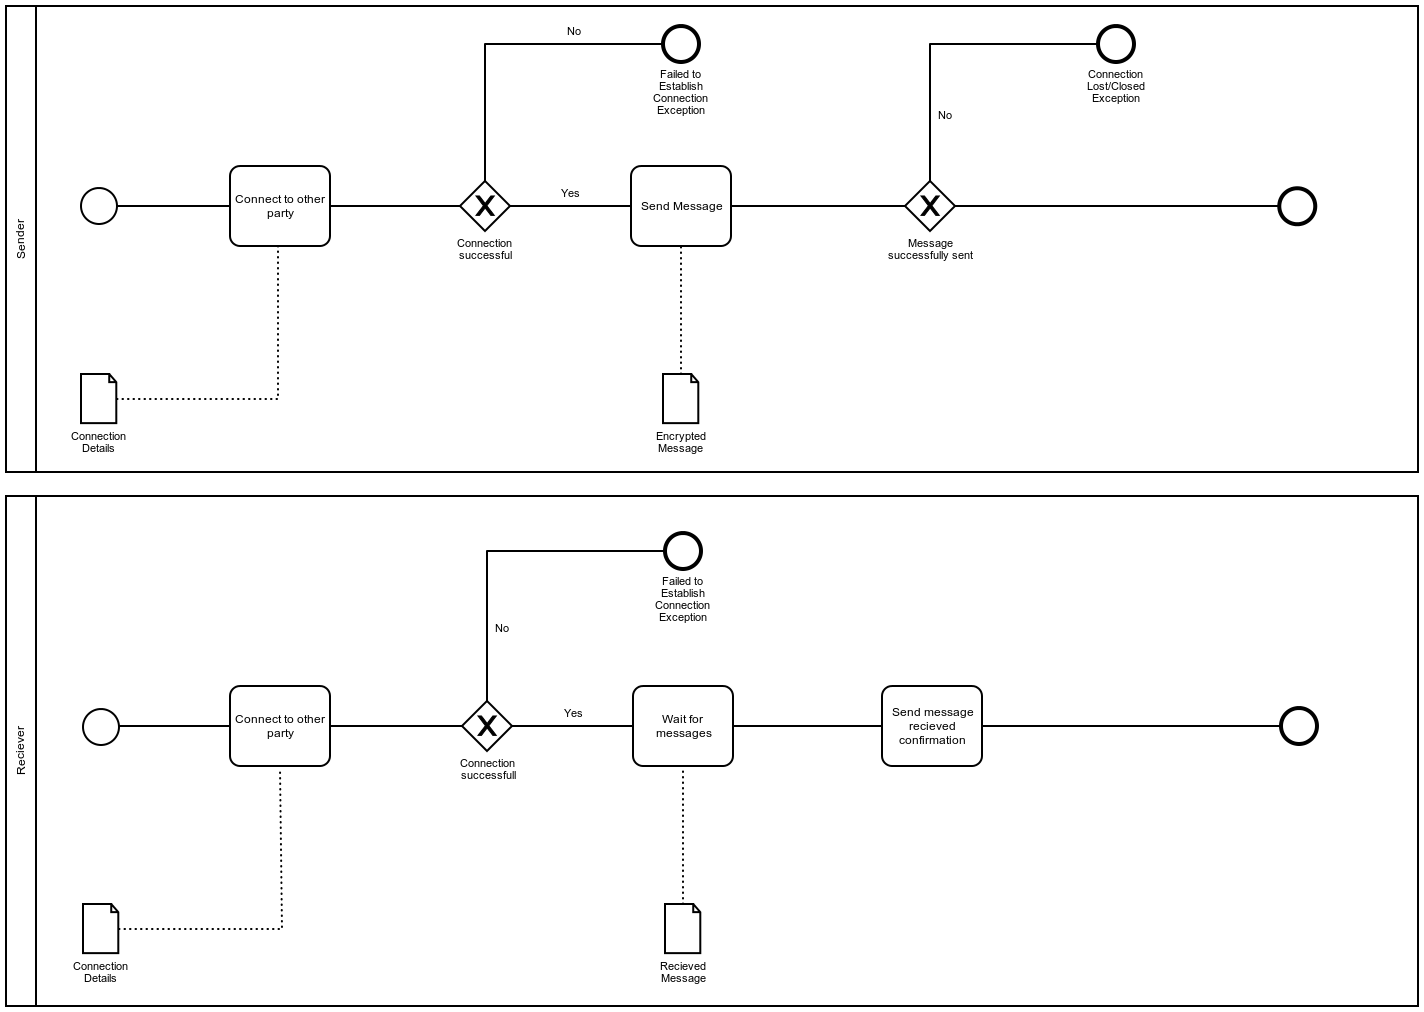 Sender
No
Failed to
Establish
Connection
Exception
Connection
Lost/Closed
Exception
No
Connect to other
party
Connection
successful
Yes
Send Message
Message
successfully sent
Connection
Details
Encrypted
Message
Reciever
Failed to
Establish
Connection
Exception
No
Connect to other
party
Connection
successfull
Yes
Wait for
messages
Send message
recieved
confirmation
Connection
Details
Recieved
Message